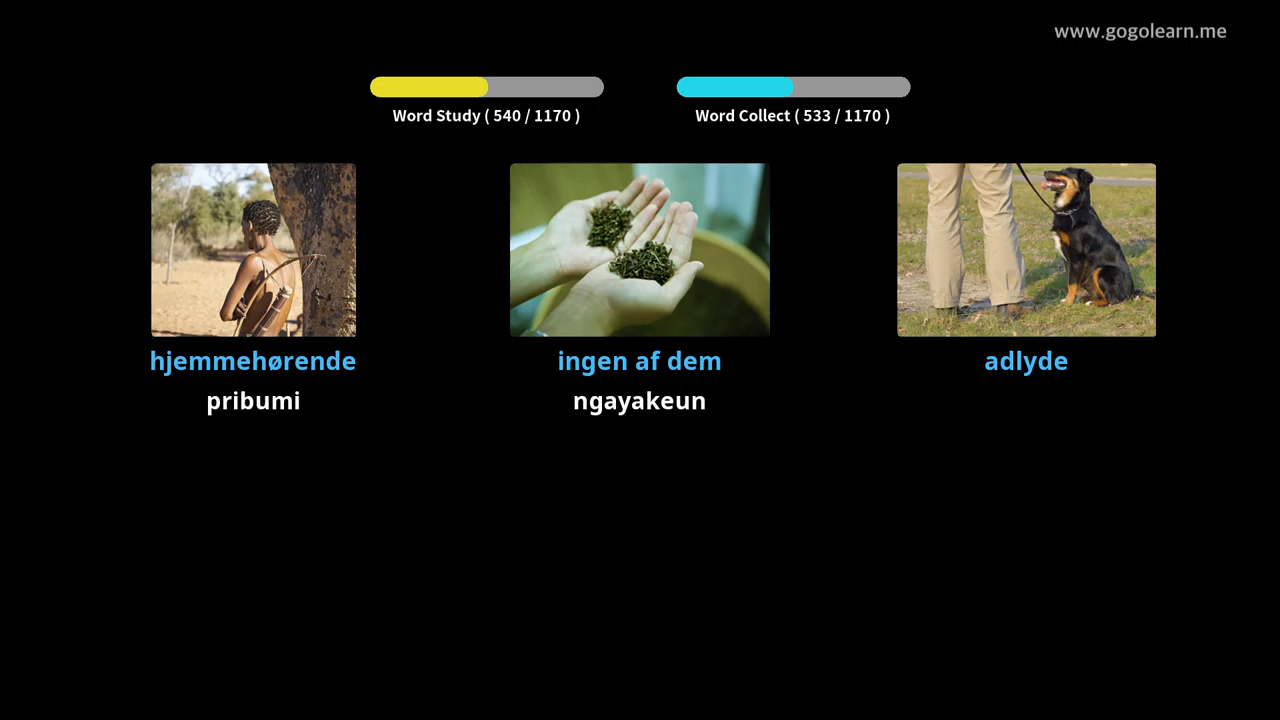 www.gogolearn.me
Word Study ( 540 / 1170 )
Word Collect ( 533 / 1170 )
hjemmehørende
pribumi
ingen af dem
ngayakeun
adlyde